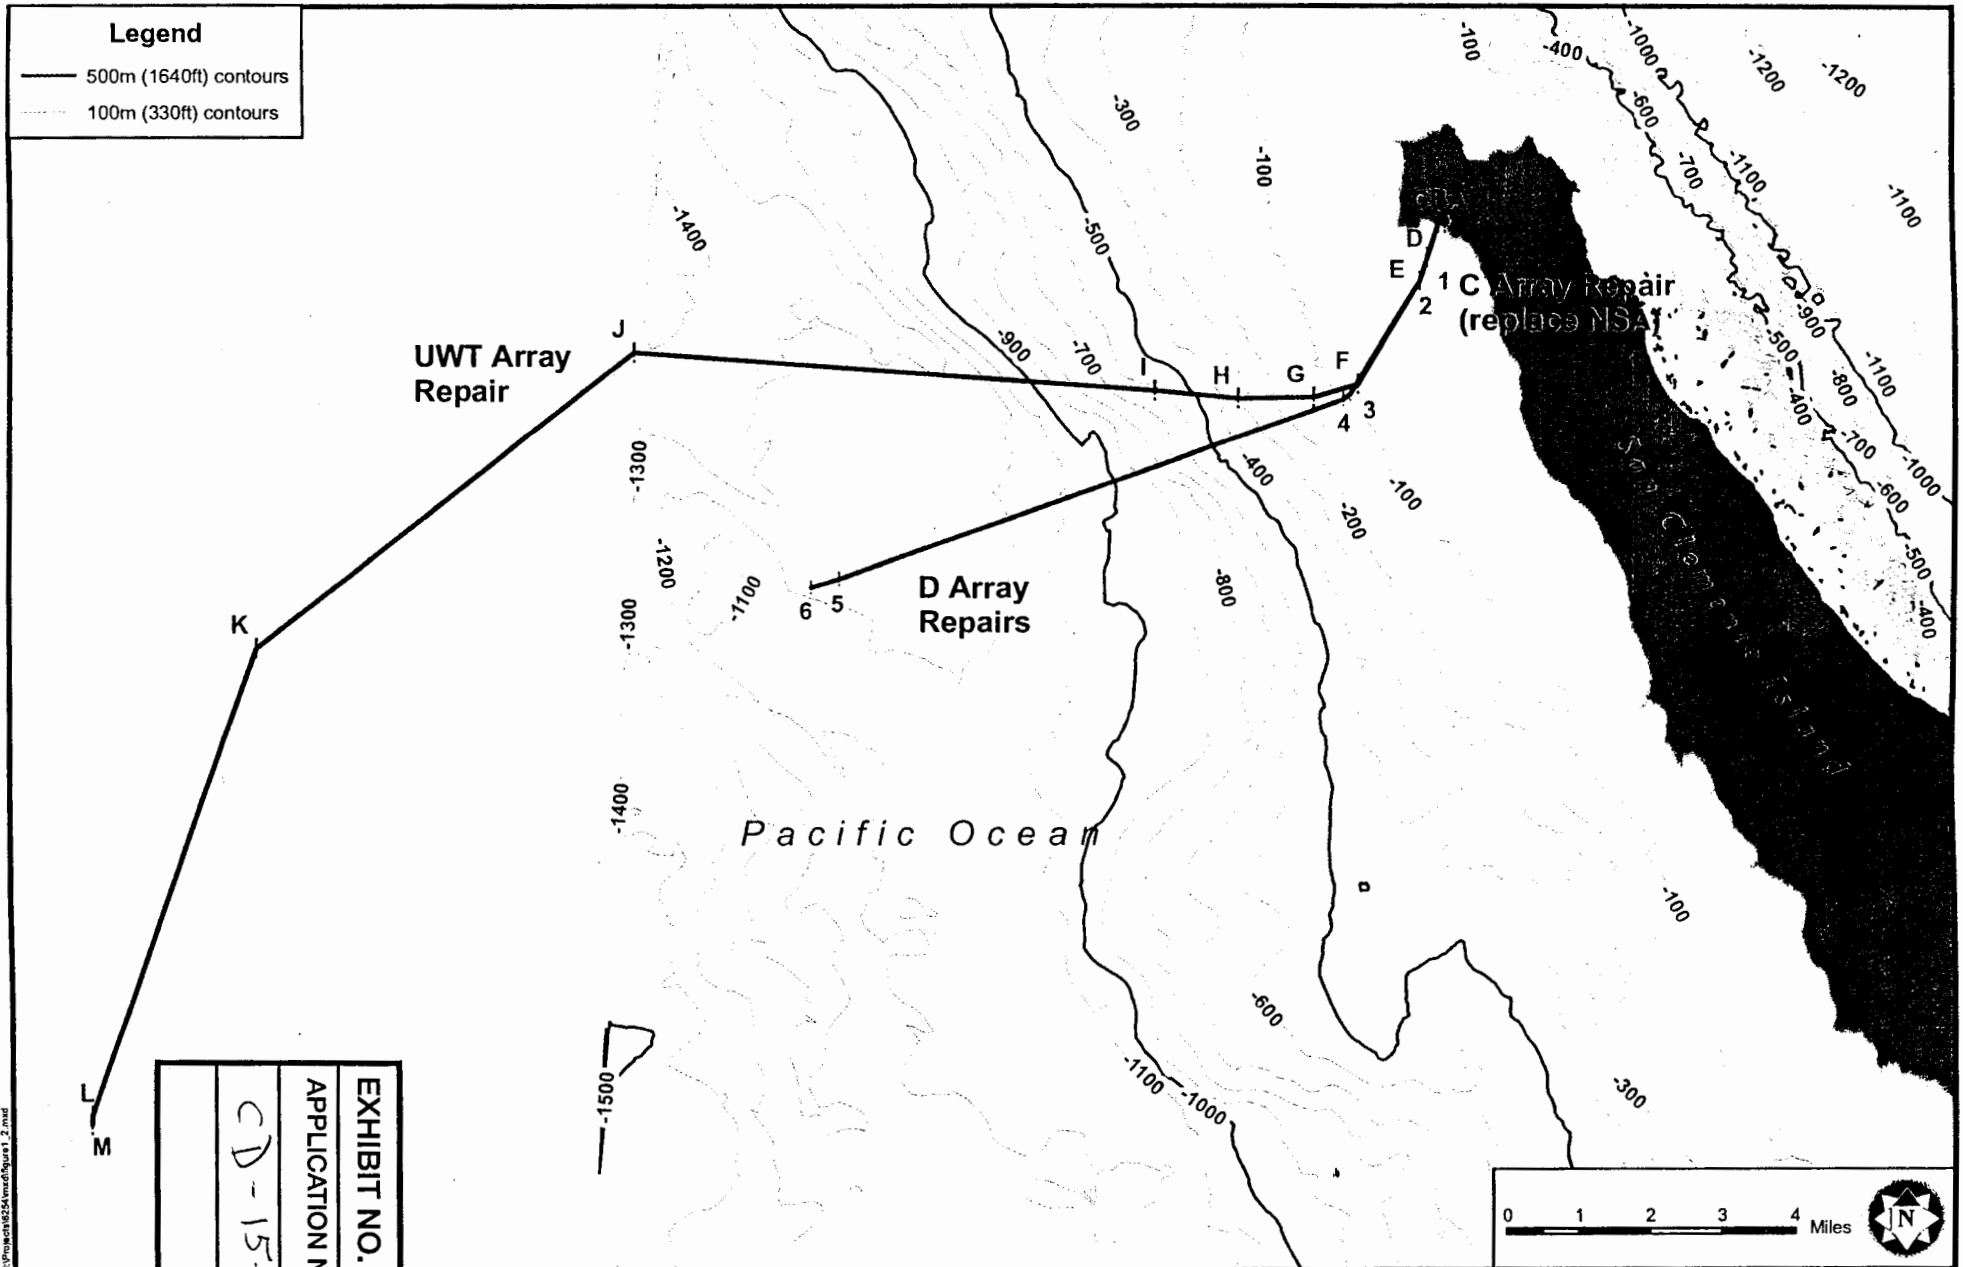 Legend
500m (1640ft) contours
100m (330ft) contours
-100
-400
-1000
-1200
-1200
-300
-600
-100
-700
-1100
-1100
-1400
-500
D
E
1
2
C Array Repair
(replace NSA)
-900
-500
-400
-800
-1100
-700
-1000
-600
-500
-400
J
UWT Array
Repair
-900
-700
I
H
G
F
3
4
-1300
-400
-100
-200
San Clemente Island
-1200
-1100
6
5
D Array
Repairs
-800
-1300
K
-1400
Pacific Ocean
-100
-600
-1100
-1000
-300
-1500
L
M
EXHIBIT NO.
APPLICATION N
CD-15-
0 1 2 3 4 Miles
N